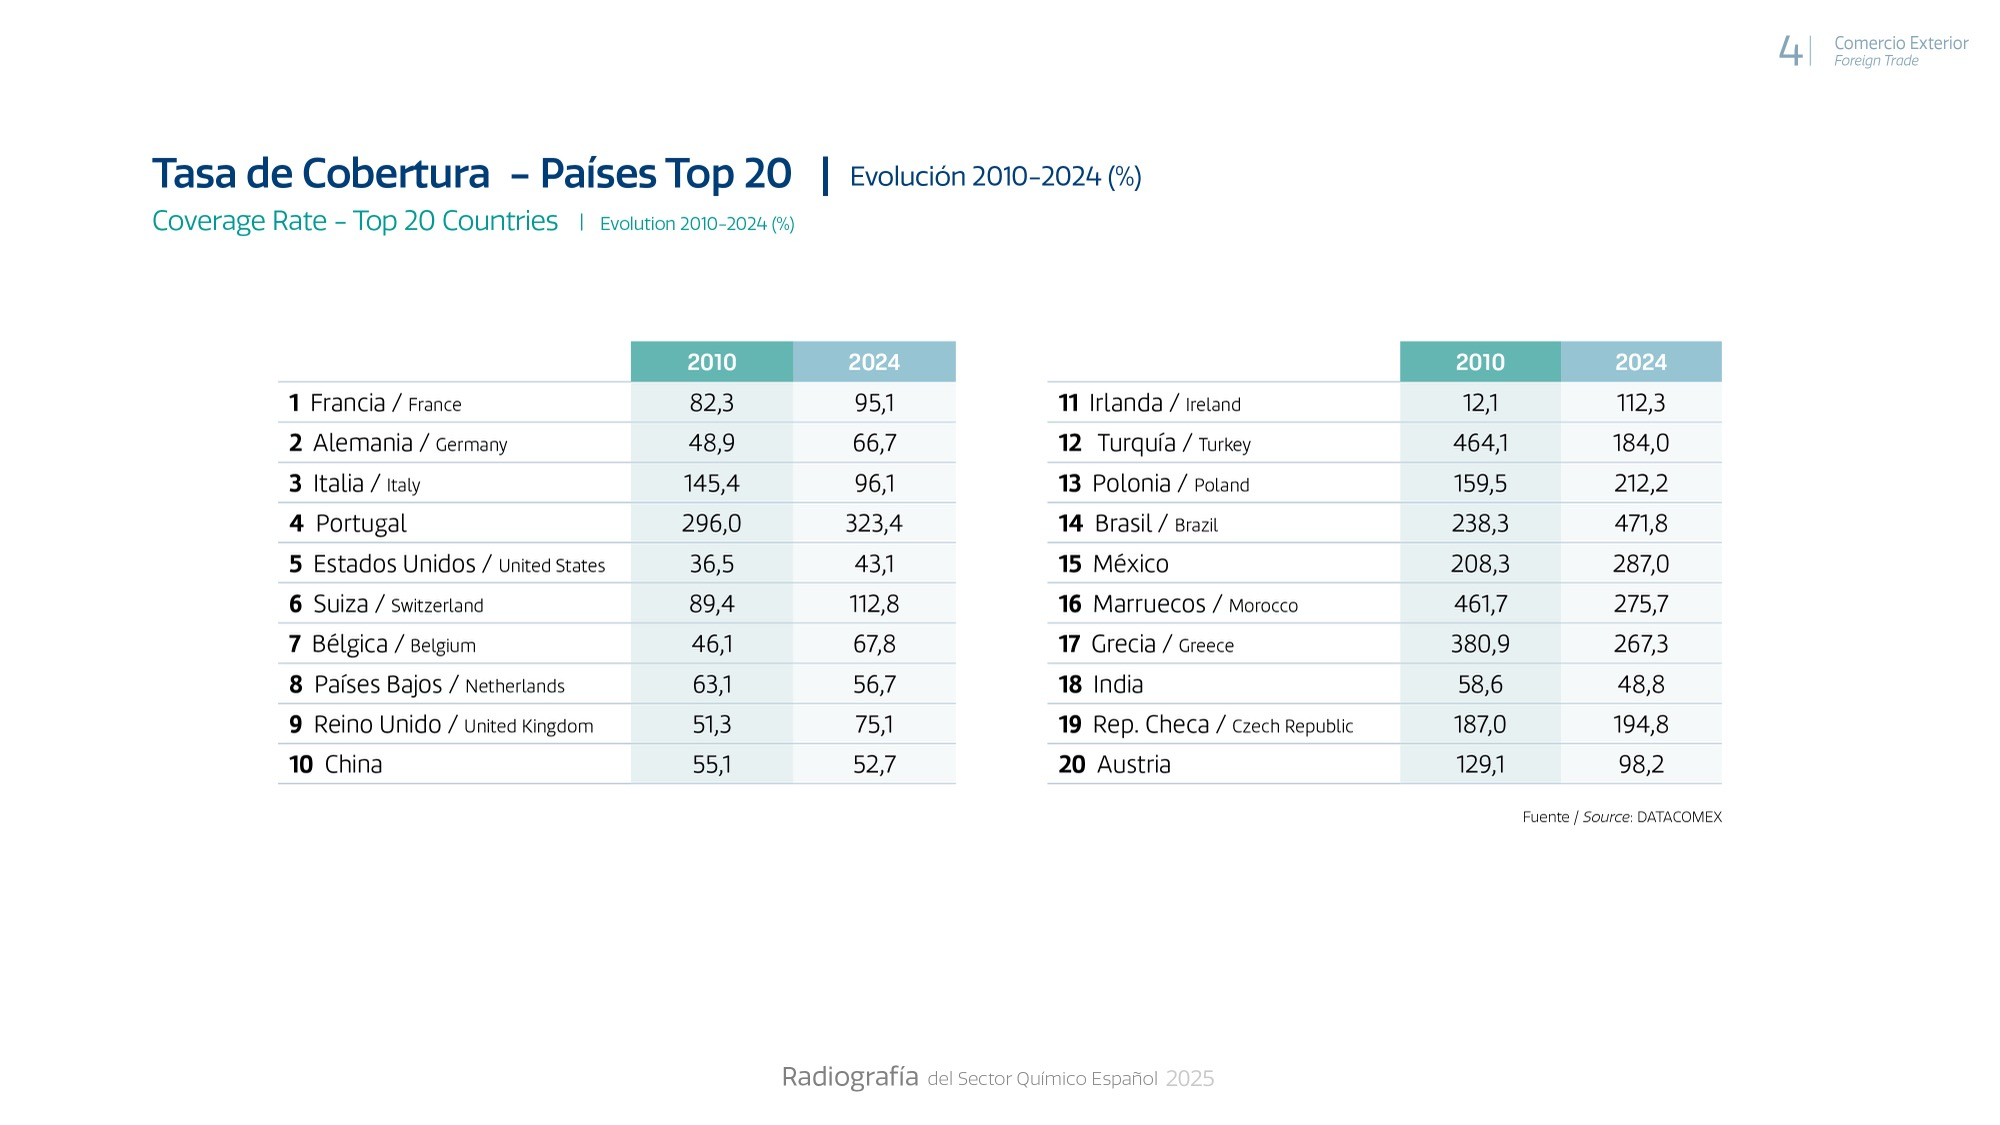 4 | Comercio Exterior
Foreign Trade
Tasa de Cobertura - Países Top 20 | Evolución 2010-2024 (%)
Coverage Rate - Top 20 Countries | Evolution 2010-2024 (%)
2010 2024
1 Francia / France 82,3 95,1
2 Alemania / Germany 48,9 66,7
3 Italia / Italy 145,4 96,1
4 Portugal 296,0 323,4
5 Estados Unidos / United States 36,5 43,1
6 Suiza / Switzerland 89,4 112,8
7 Bélgica / Belgium 46,1 67,8
8 Países Bajos / Netherlands 63,1 56,7
9 Reino Unido / United Kingdom 51,3 75,1
10 China 55,1 52,7
2010 2024
11 Irlanda / Ireland 12,1 112,3
12 Turquía / Turkey 464,1 184,0
13 Polonia / Poland 159,5 212,2
14 Brasil / Brazil 238,3 471,8
15 México 208,3 287,0
16 Marruecos / Morocco 461,7 275,7
17 Grecia / Greece 380,9 267,3
18 India 58,6 48,8
19 Rep. Checa / Czech Republic 187,0 194,8
20 Austria 129,1 98,2
Fuente / Source: DATACOMEX
Radiografía del Sector Químico Español 2025